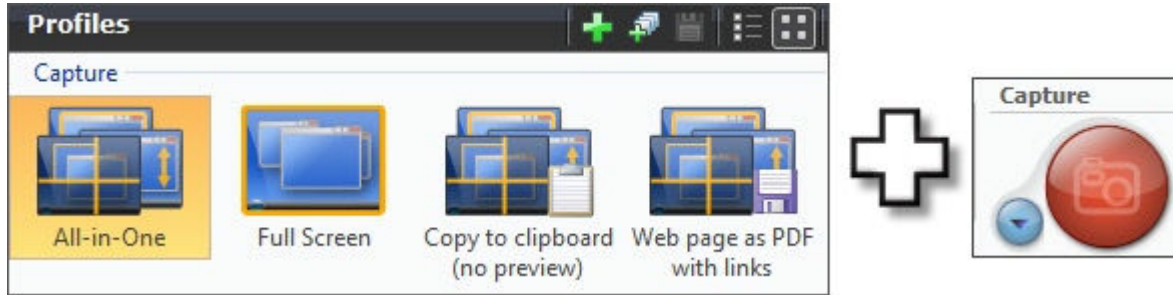 Profiles
Capture
All-in-One
Full Screen
Copy to clipboard
(no preview)
Web page as PDF
with links
Capture